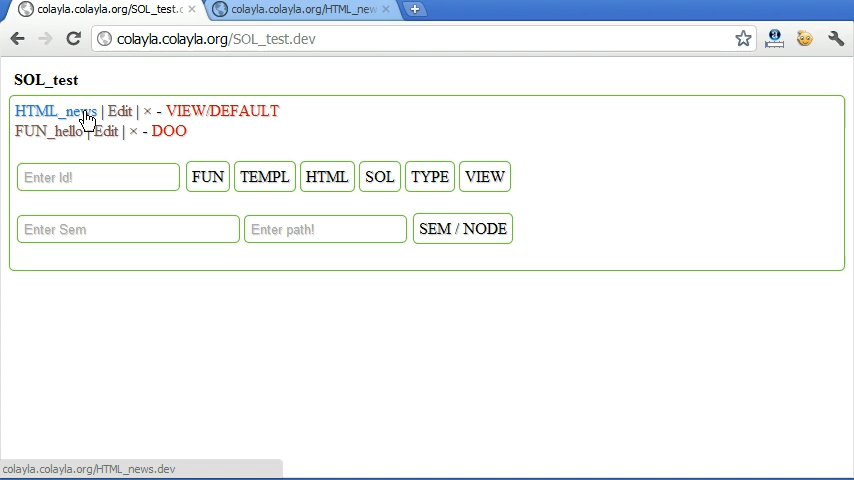 colayla.colayla.org/SOL_test.c × colayla.colayla.org/HTML_new ×
colayla.colayla.org/SOL_test.dev
SOL_test
HTML_news | Edit | × - VIEW/DEFAULT
FUN_hello | Edit | × - DOO
Enter Id! FUN TEMPL HTML SOL TYPE VIEW
Enter Sem Enter path! SEM / NODE
colayla.colayla.org/HTML_news.dev